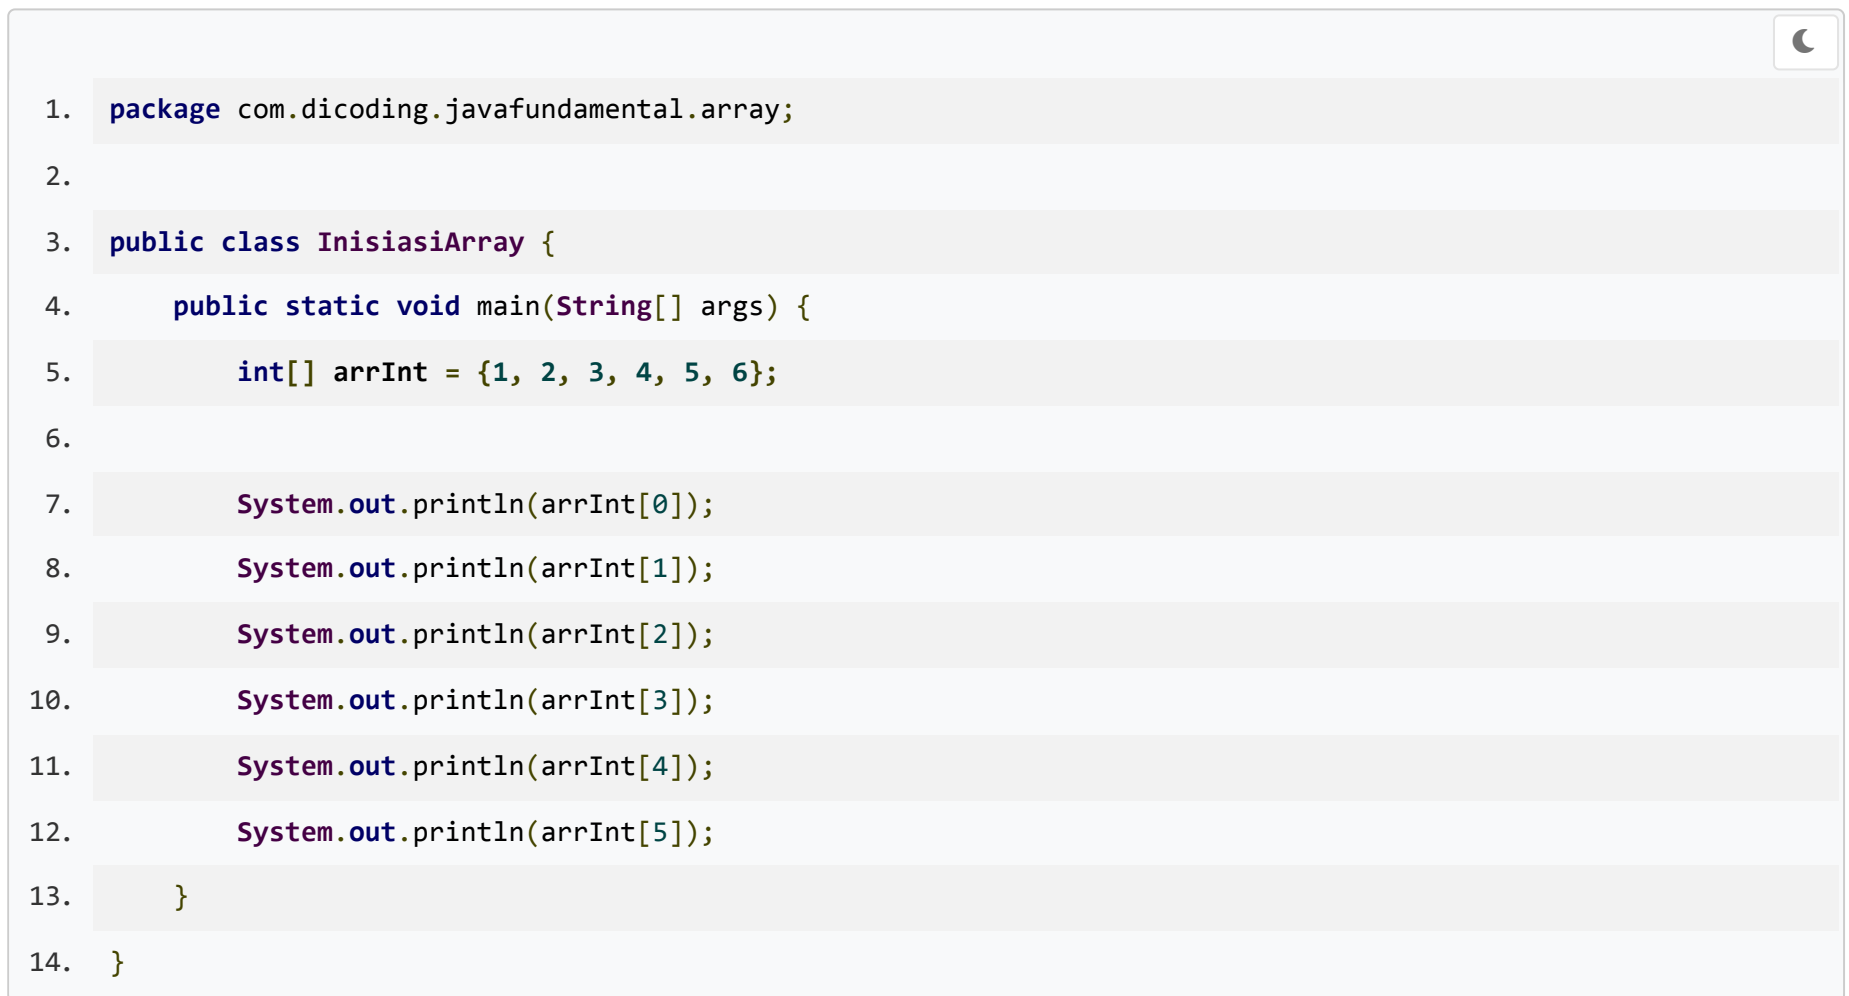 1. package com.dicoding.javafundamental.array;
2.
3. public class InisiasiArray {
4.     public static void main(String[] args) {
5.         int[] arrInt = {1, 2, 3, 4, 5, 6};
6.
7.         System.out.println(arrInt[0]);
8.         System.out.println(arrInt[1]);
9.         System.out.println(arrInt[2]);
10.         System.out.println(arrInt[3]);
11.         System.out.println(arrInt[4]);
12.         System.out.println(arrInt[5]);
13.     }
14. }